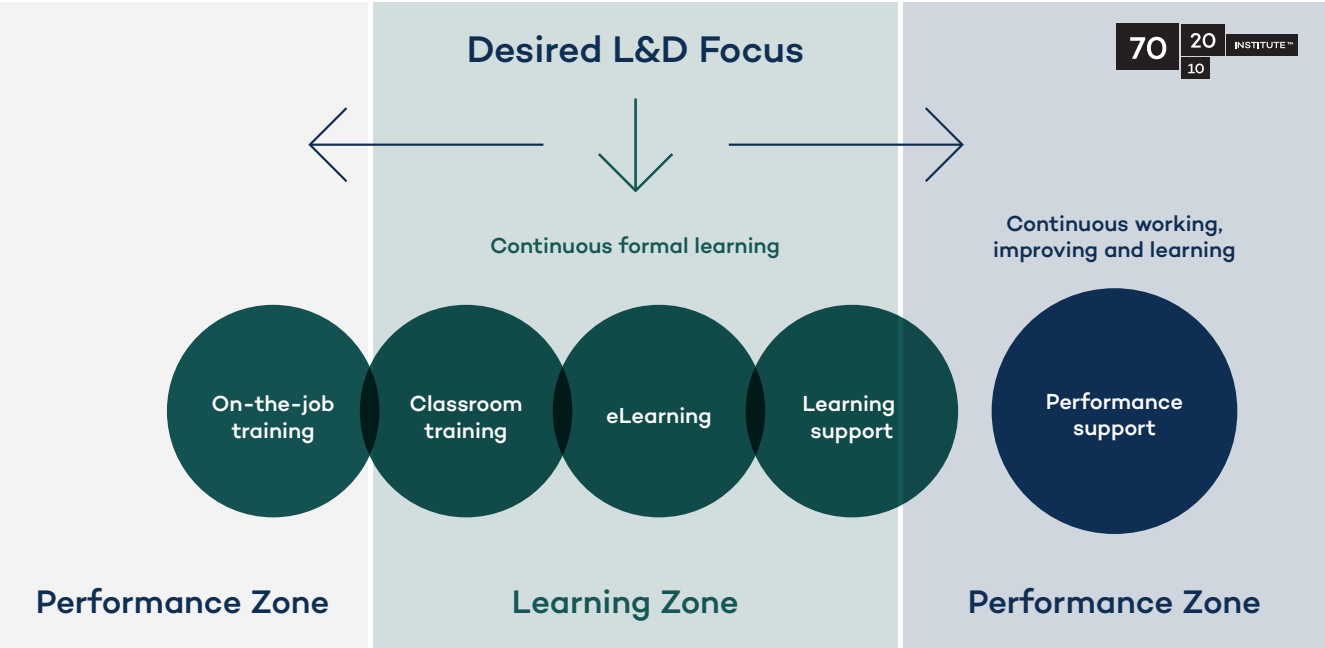 Desired L&D Focus
70
20
10
INSTITUTE™
Continuous formal learning
Continuous working,
improving and learning
On-the-job
training
Classroom
training
eLearning
Learning
support
Performance
support
Performance Zone
Learning Zone
Performance Zone